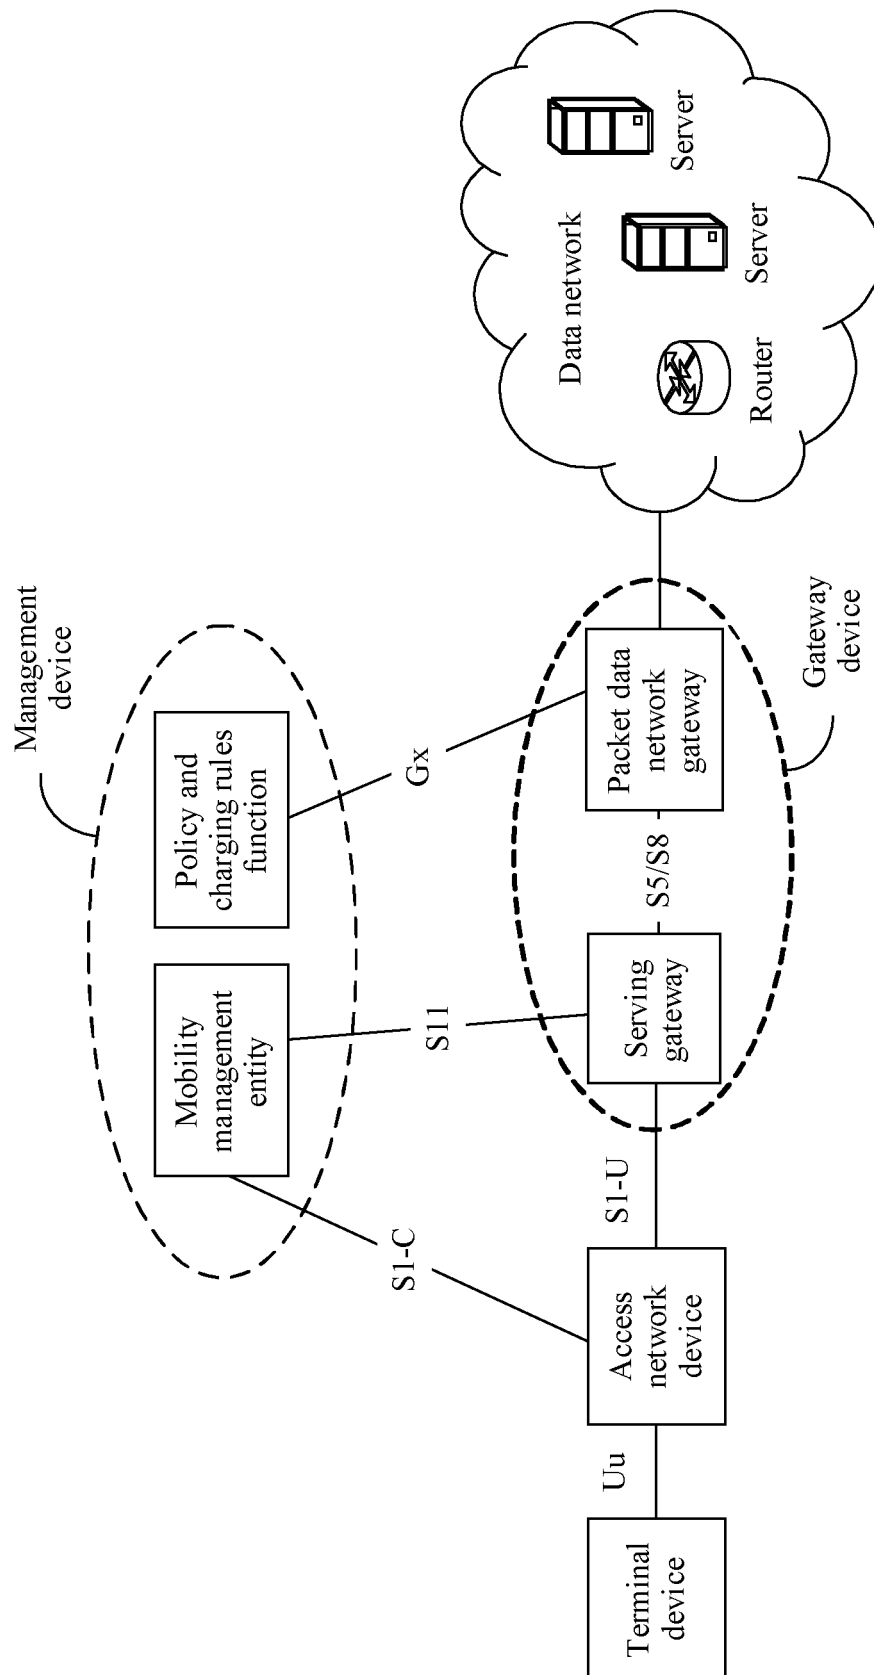 Management
device
Mobility
management
entity
Policy and
charging rules
function
S1-C
S11
Gx
Terminal
device
Uu
Access
network
device
S1-U
Serving
gateway
S5/S8
Packet data
network
gateway
Gateway
device
Data network
Router
Server
Server